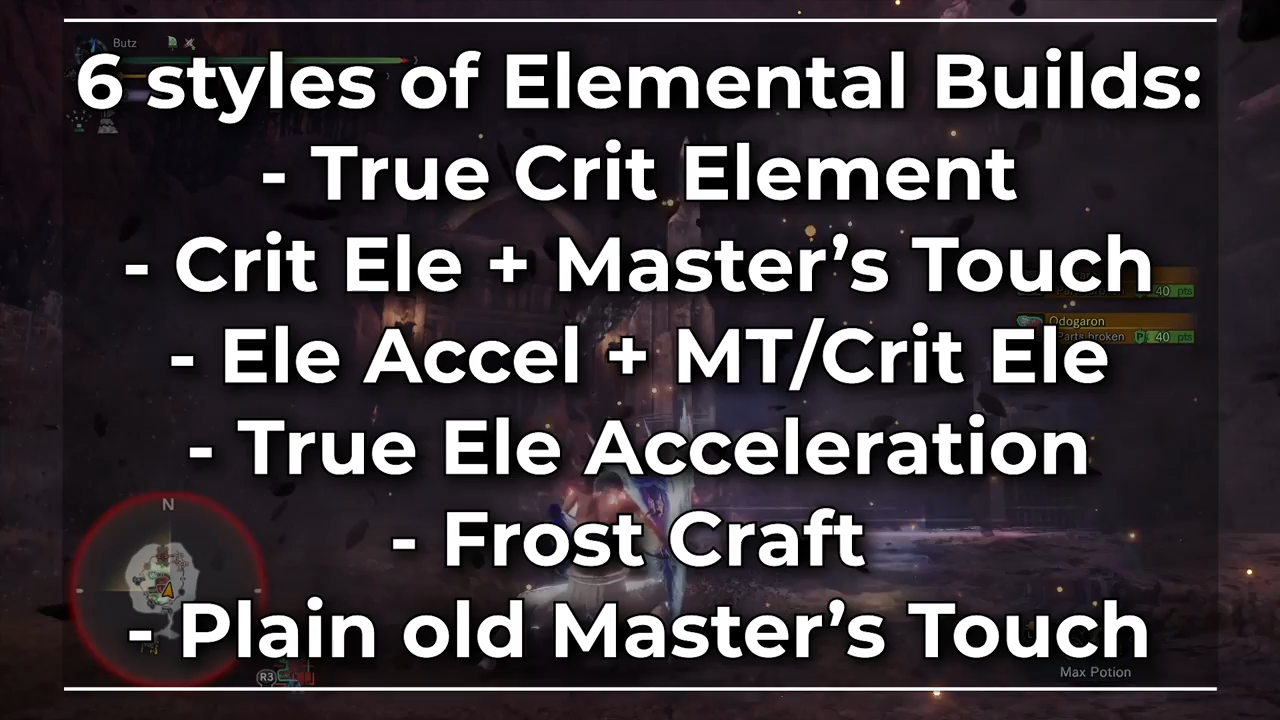 Butz
6 styles of Elemental Builds:
- True Crit Element
- Crit Ele + Master’s Touch
40 pts
Odogaron
- Ele Accel + MT/Crit Ele
Parts broken 40 pts
- True Ele Acceleration
N
- Frost Craft
- Plain old Master’s Touch
R3
Max Potion